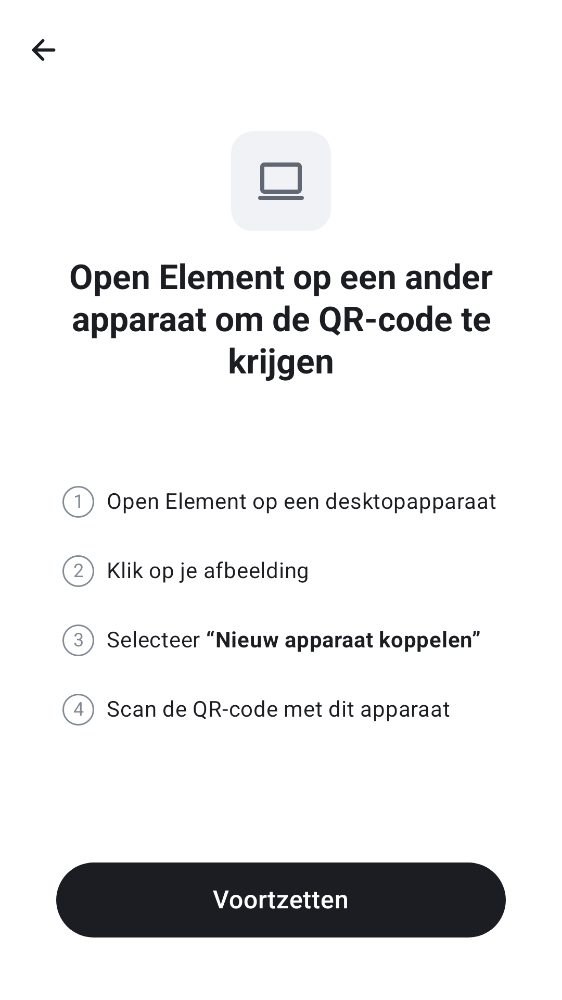 Open Element op een ander
apparaat om de QR-code te
krijgen
1 Open Element op een desktopapparaat
2 Klik op je afbeelding
3 Selecteer “Nieuw apparaat koppelen”
4 Scan de QR-code met dit apparaat
Voortzetten